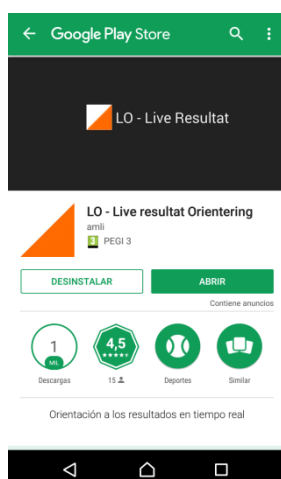 Google Play Store
LO - Live Resultat
LO - Live resultat Orientering
amli
3 PEGI 3
DESINSTALAR
ABRIR
Contiene anuncios
1
MIL
4,5
Descargas
15
Deportes
Similar
Orientación a los resultados en tiempo real